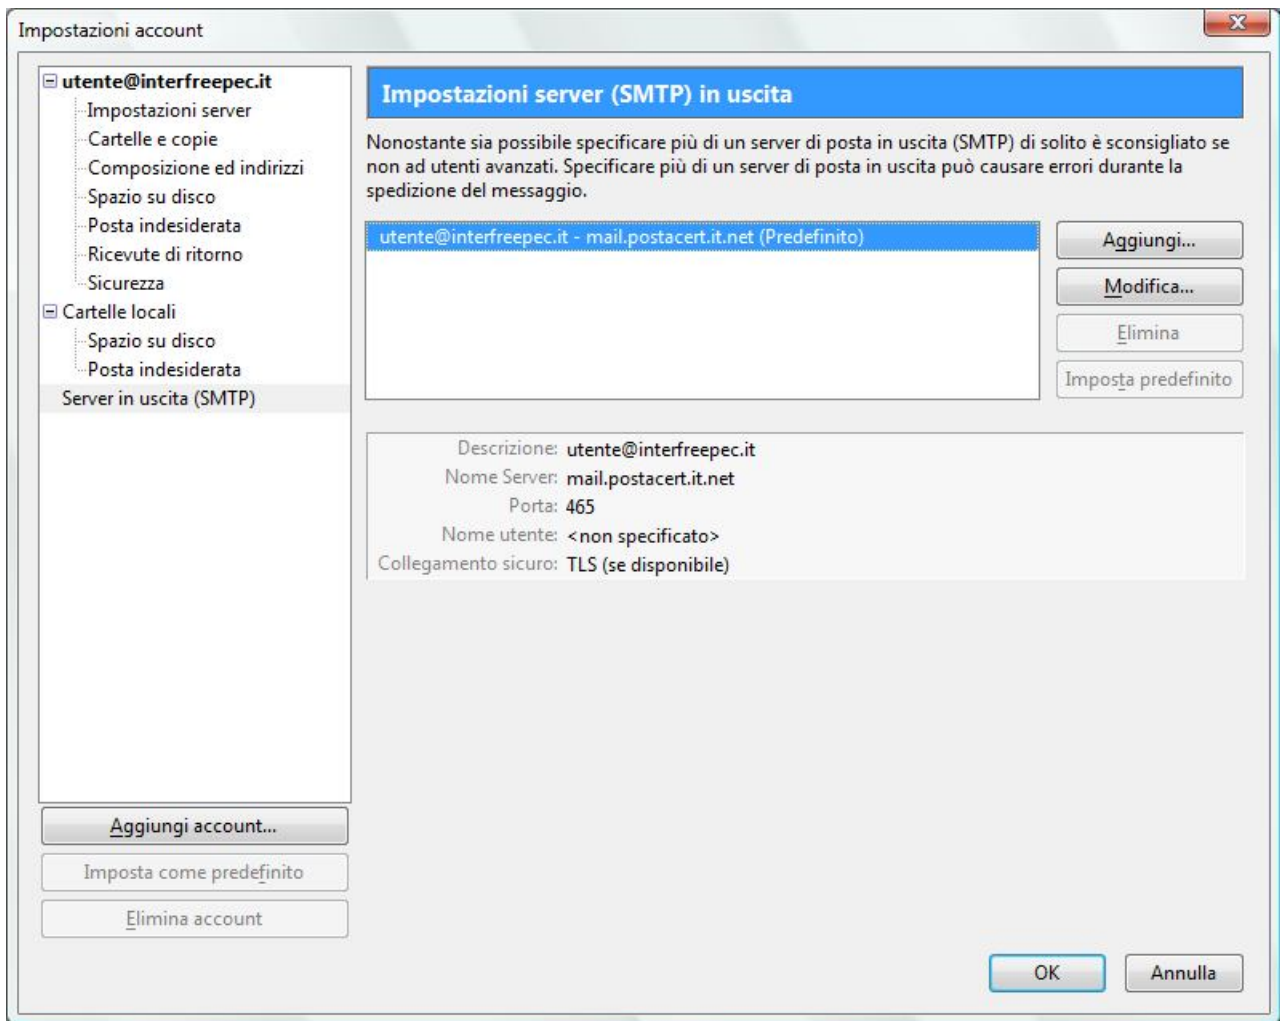 Impostazioni account
utente@interfreepec.it
Impostazioni server
Cartelle e copie
Composizione ed indirizzi
Spazio su disco
Posta indesiderata
Ricevute di ritorno
Sicurezza
Cartelle locali
Spazio su disco
Posta indesiderata
Server in uscita (SMTP)
Aggiungi account...
Imposta come predefinito
Elimina account
Impostazioni server (SMTP) in uscita
Nonostante sia possibile specificare più di un server di posta in uscita (SMTP) di solito è sconsigliato se
non ad utenti avanzati. Specificare più di un server di posta in uscita può causare errori durante la
spedizione del messaggio.
utente@interfreepec.it - mail.postacert.it.net (Predefinito)
Aggiungi...
Modifica...
Elimina
Imposta predefinito
Descrizione: utente@interfreepec.it
Nome Server: mail.postacert.it.net
Porta: 465
Nome utente: <non specificato>
Collegamento sicuro: TLS (se disponibile)
OK
Annulla